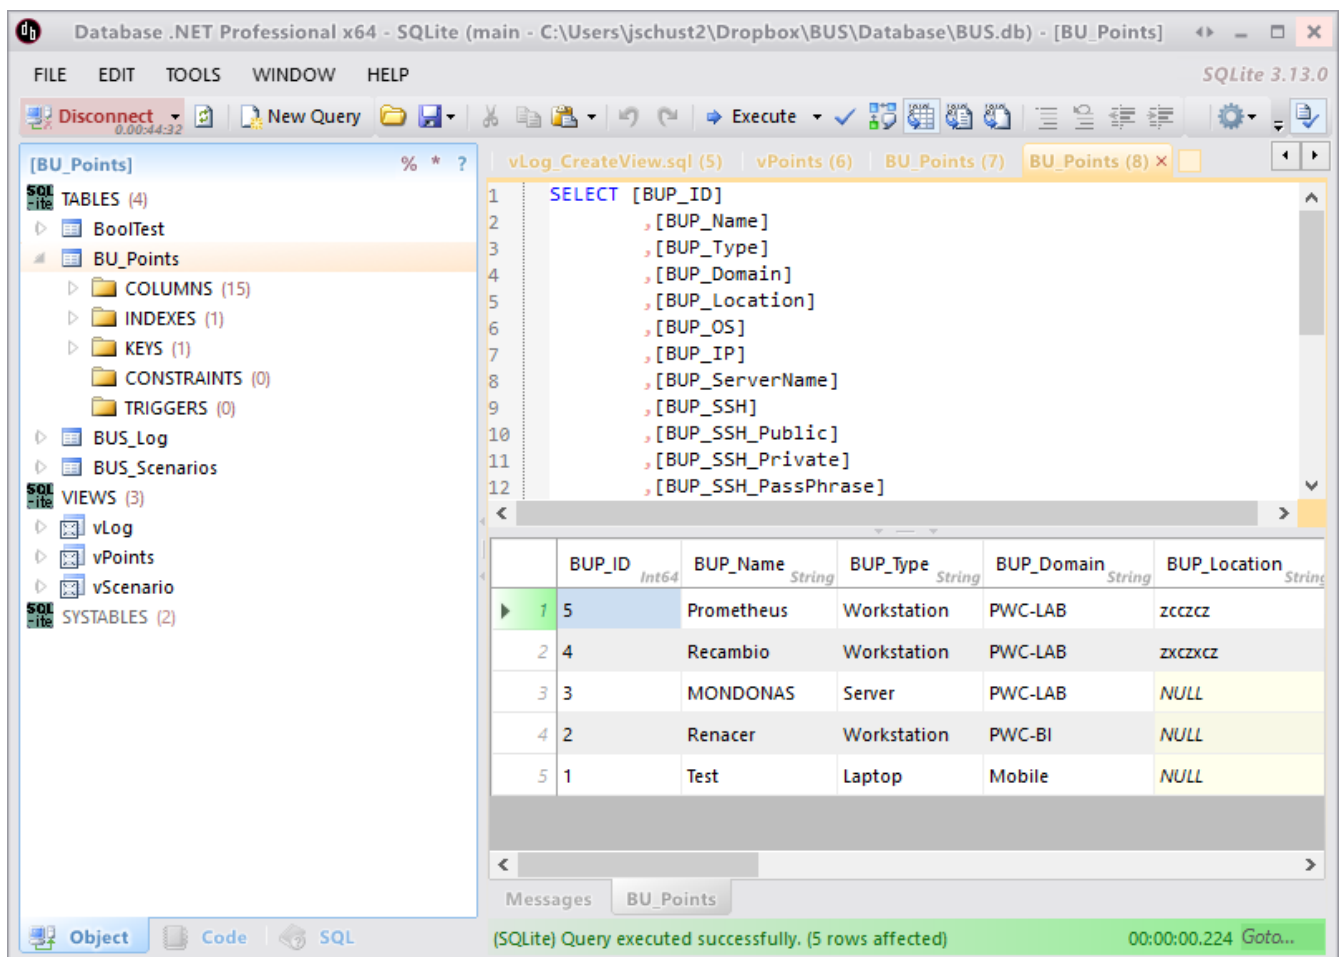 Database .NET Professional x64 - SQLite (main - C:\Users\jschust2\Dropbox\BUS\Database\BUS.db) - [BU_Points]
FILE EDIT TOOLS WINDOW HELP SQLite 3.13.0
Disconnect 0.00:44:32 New Query Execute
[BU_Points] % * ?
TABLES (4)
BoolTest
BU_Points
COLUMNS (15)
INDEXES (1)
KEYS (1)
CONSTRAINTS (0)
TRIGGERS (0)
BUS_Log
BUS_Scenarios
VIEWS (3)
vLog
vPoints
vScenario
SYSTABLES (2)
Object Code SQL
vLog_CreateView.sql (5) vPoints (6) BU_Points (7) BU_Points (8) ×
1 SELECT [BUP_ID]
2 ,[BUP_Name]
3 ,[BUP_Type]
4 ,[BUP_Domain]
5 ,[BUP_Location]
6 ,[BUP_OS]
7 ,[BUP_IP]
8 ,[BUP_ServerName]
9 ,[BUP_SSH]
10 ,[BUP_SSH_Public]
11 ,[BUP_SSH_Private]
12 ,[BUP_SSH_PassPhrase]
BUP_ID Int64 BUP_Name String BUP_Type String BUP_Domain String BUP_Location String
1 5 Prometheus Workstation PWC-LAB zcczcz
2 4 Recambio Workstation PWC-LAB zxczxcz
3 3 MONDONAS Server PWC-LAB NULL
4 2 Renacer Workstation PWC-BI NULL
5 1 Test Laptop Mobile NULL
Messages BU_Points
(SQLite) Query executed successfully. (5 rows affected) 00:00:00.224 Goto...